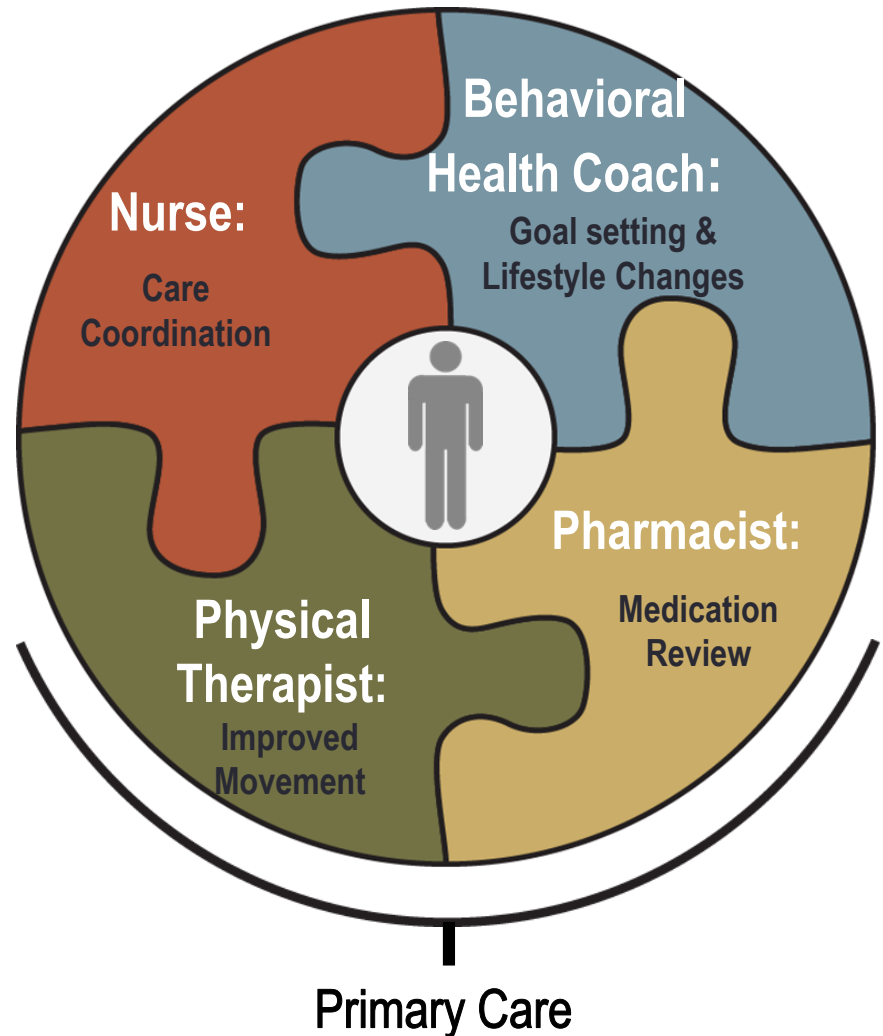 Nurse:
Care
Coordination
Behavioral
Health Coach:
Goal setting &
Lifestyle Changes
Physical
Therapist:
Improved
Movement
Pharmacist:
Medication
Review
Primary Care